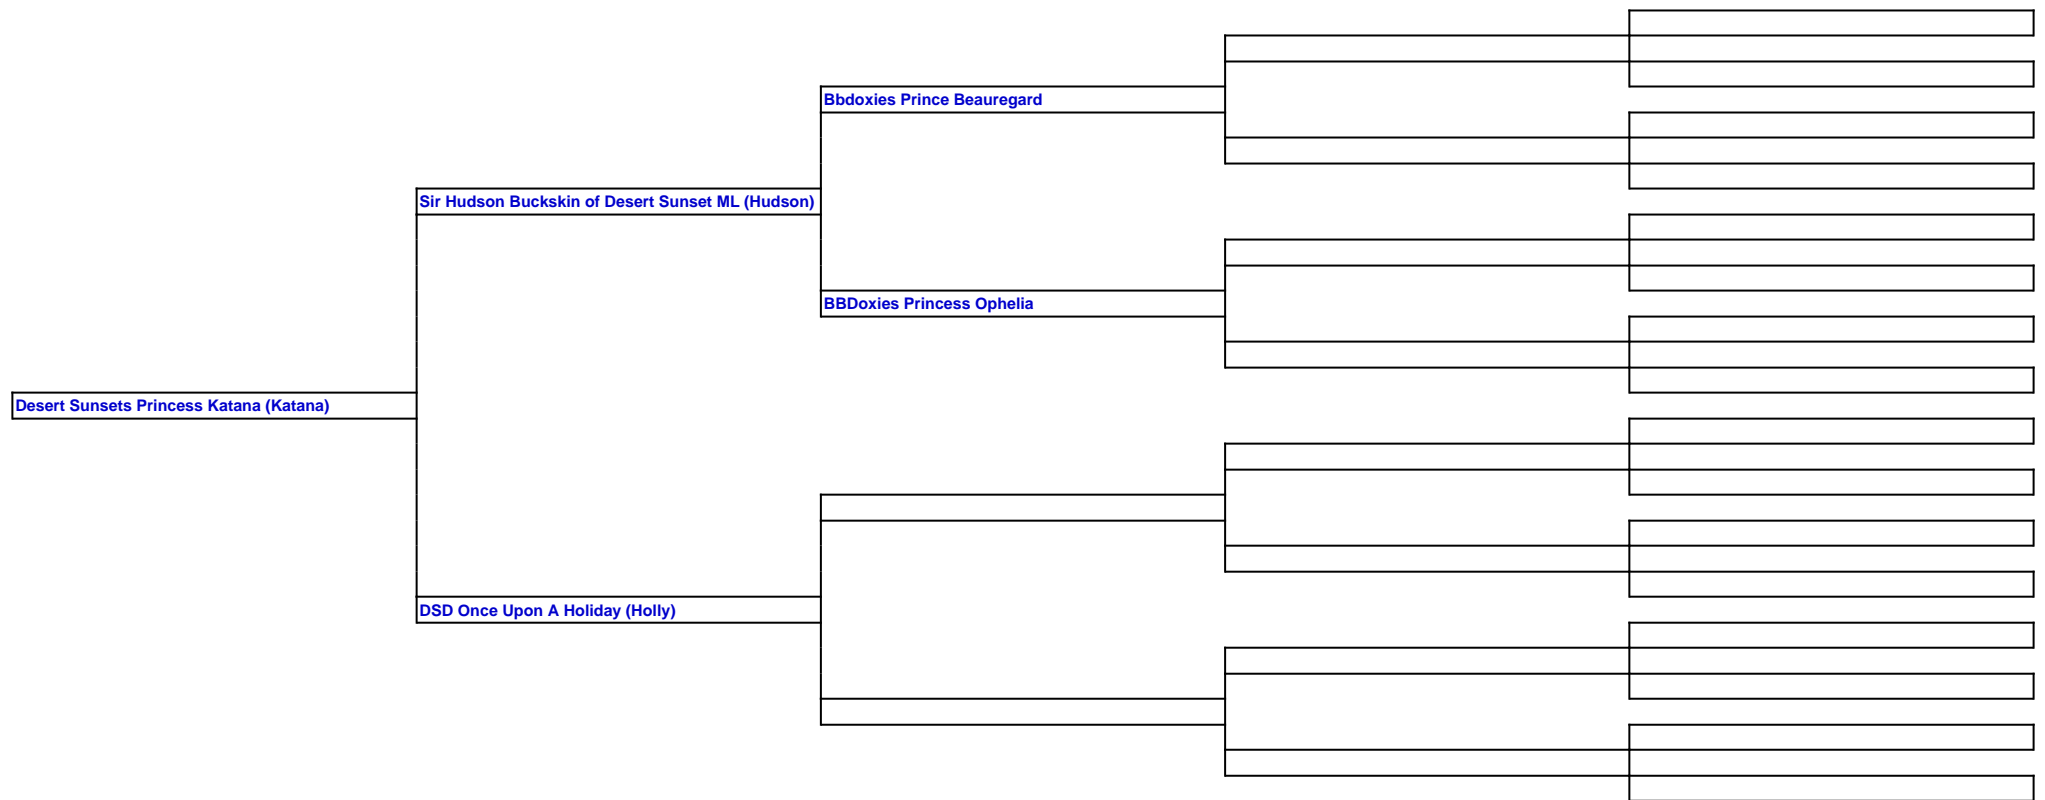 Bbdoxies Prince Beauregard
Sir Hudson Buckskin of Desert Sunset ML (Hudson)
BBDoxies Princess Ophelia
Desert Sunsets Princess Katana (Katana)
DSD Once Upon A Holiday (Holly)